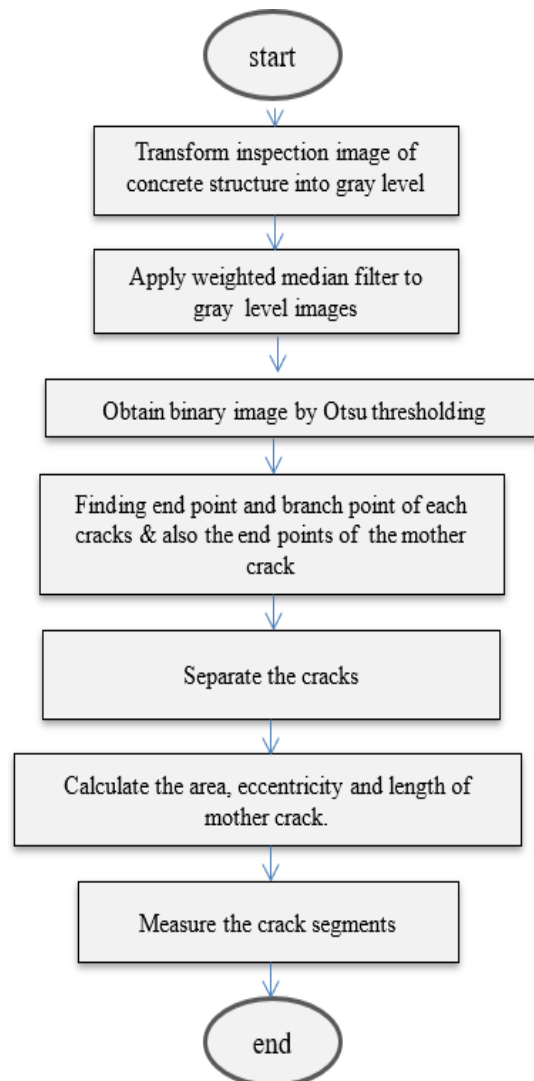 start
Transform inspection image of
concrete structure into gray level
Apply weighted median filter to
gray level images
Obtain binary image by Otsu thresholding
Finding end point and branch point of each
cracks & also the end points of the mother
crack
Separate the cracks
Calculate the area, eccentricity and length of
mother crack.
Measure the crack segments
end